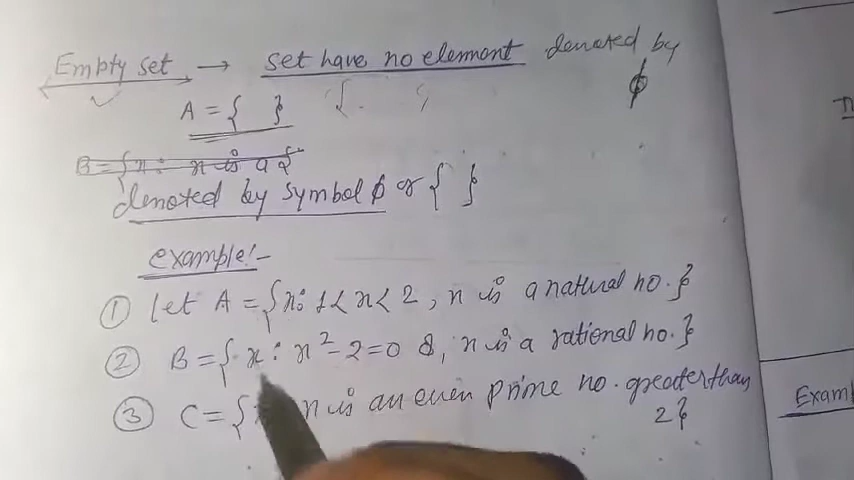 Empty set → set have no element denoted by
ϕ
A = { }
B = {x : x is a
denoted by symbol ϕ or { }
example:-
① let A = {x: 1 < x < 2, x is a natural no.}
② B = {x : x² - 2 = 0 &, x is a rational no.}
③ C = { x is an even prime no. greater than
2}
Exam